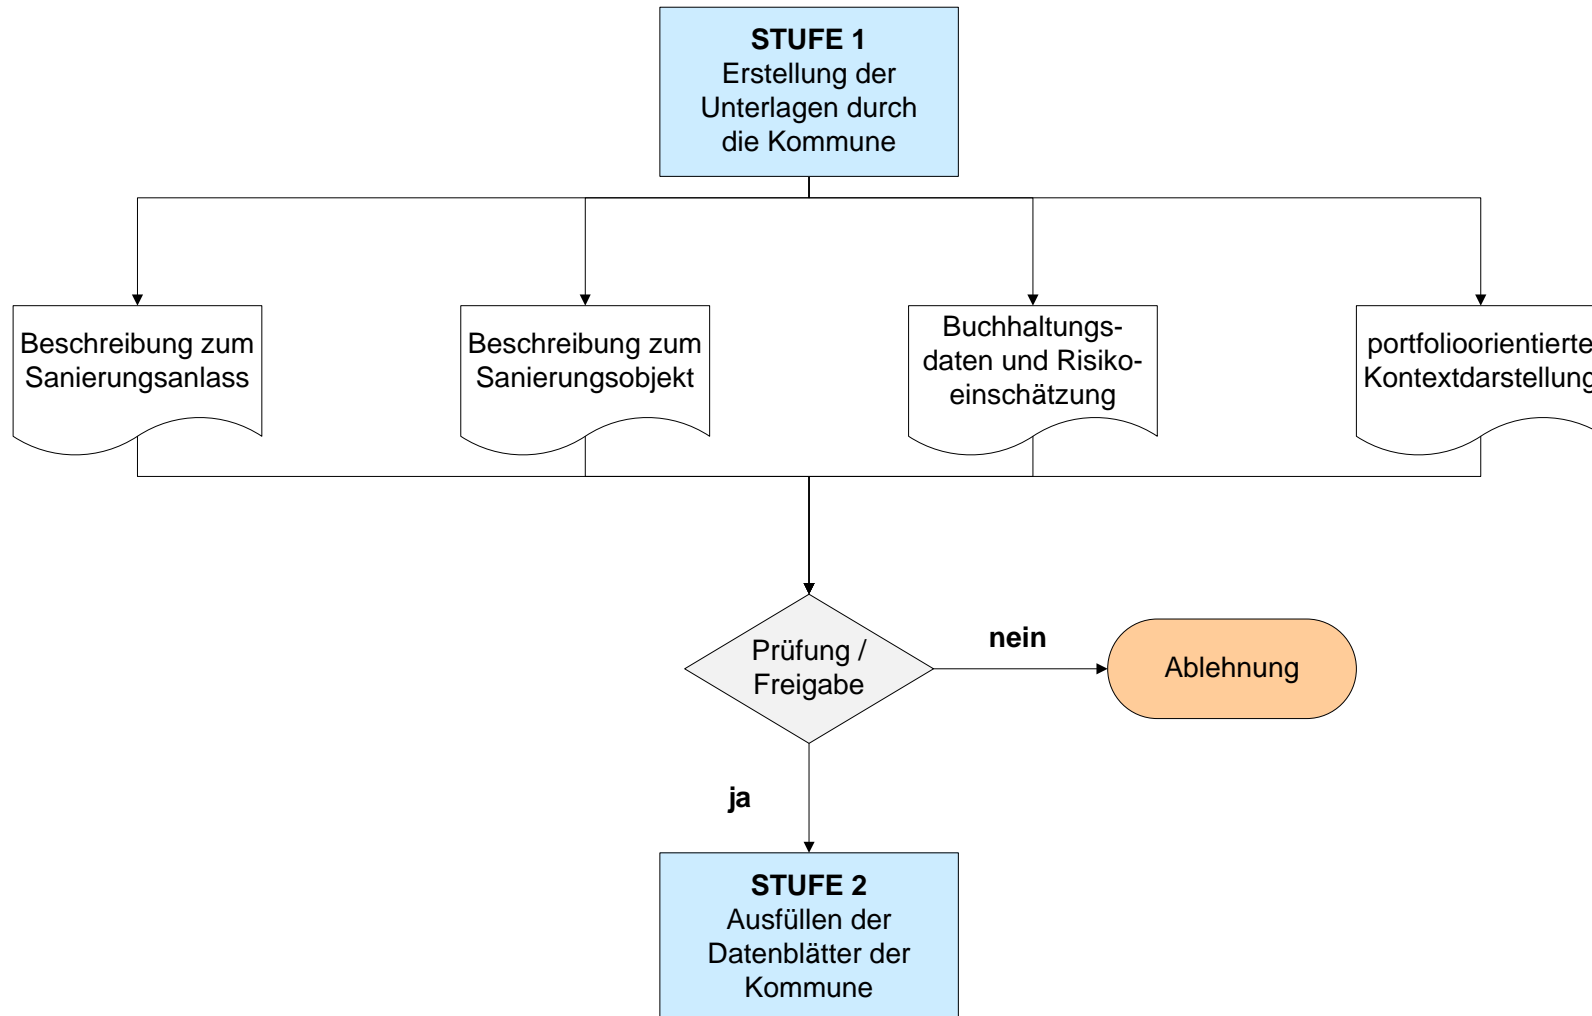 STUFE 1
Erstellung der
Unterlagen durch
die Kommune
Beschreibung zum
Sanierungsanlass
Beschreibung zum
Sanierungsobjekt
Buchhaltungs-
daten und Risiko-
einschätzung
portfolioorientierte
Kontextdarstellung
Prüfung /
Freigabe
nein
Ablehnung
ja
STUFE 2
Ausfüllen der
Datenblätter der
Kommune